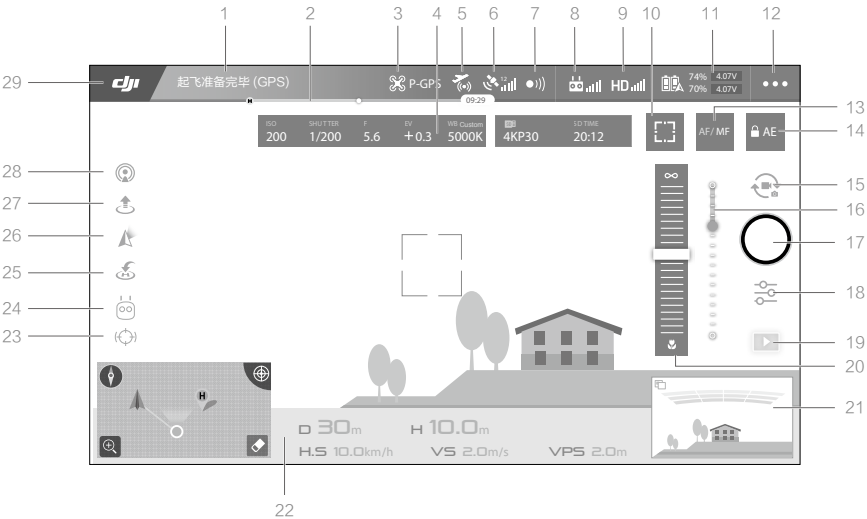 1 2 3 4 5 6 7 8 9 10 11 12
29 dji 起飞准备完毕 (GPS) P-GPS 12 HD 74% 4.07V
70% 4.07V
H 09:29
13
ISO SHUTTER F EV WB Custom SD TIME
200 1/200 5.6 +0.3 5000K 4KP30 20:12 AF/MF AE 14
28 ∞ 15
27 16
26 17
25
24 18
23 19
20
H 21
D 30m H 10.0m
H.S 10.0km/h VS 2.0m/s VPS 2.0m
22